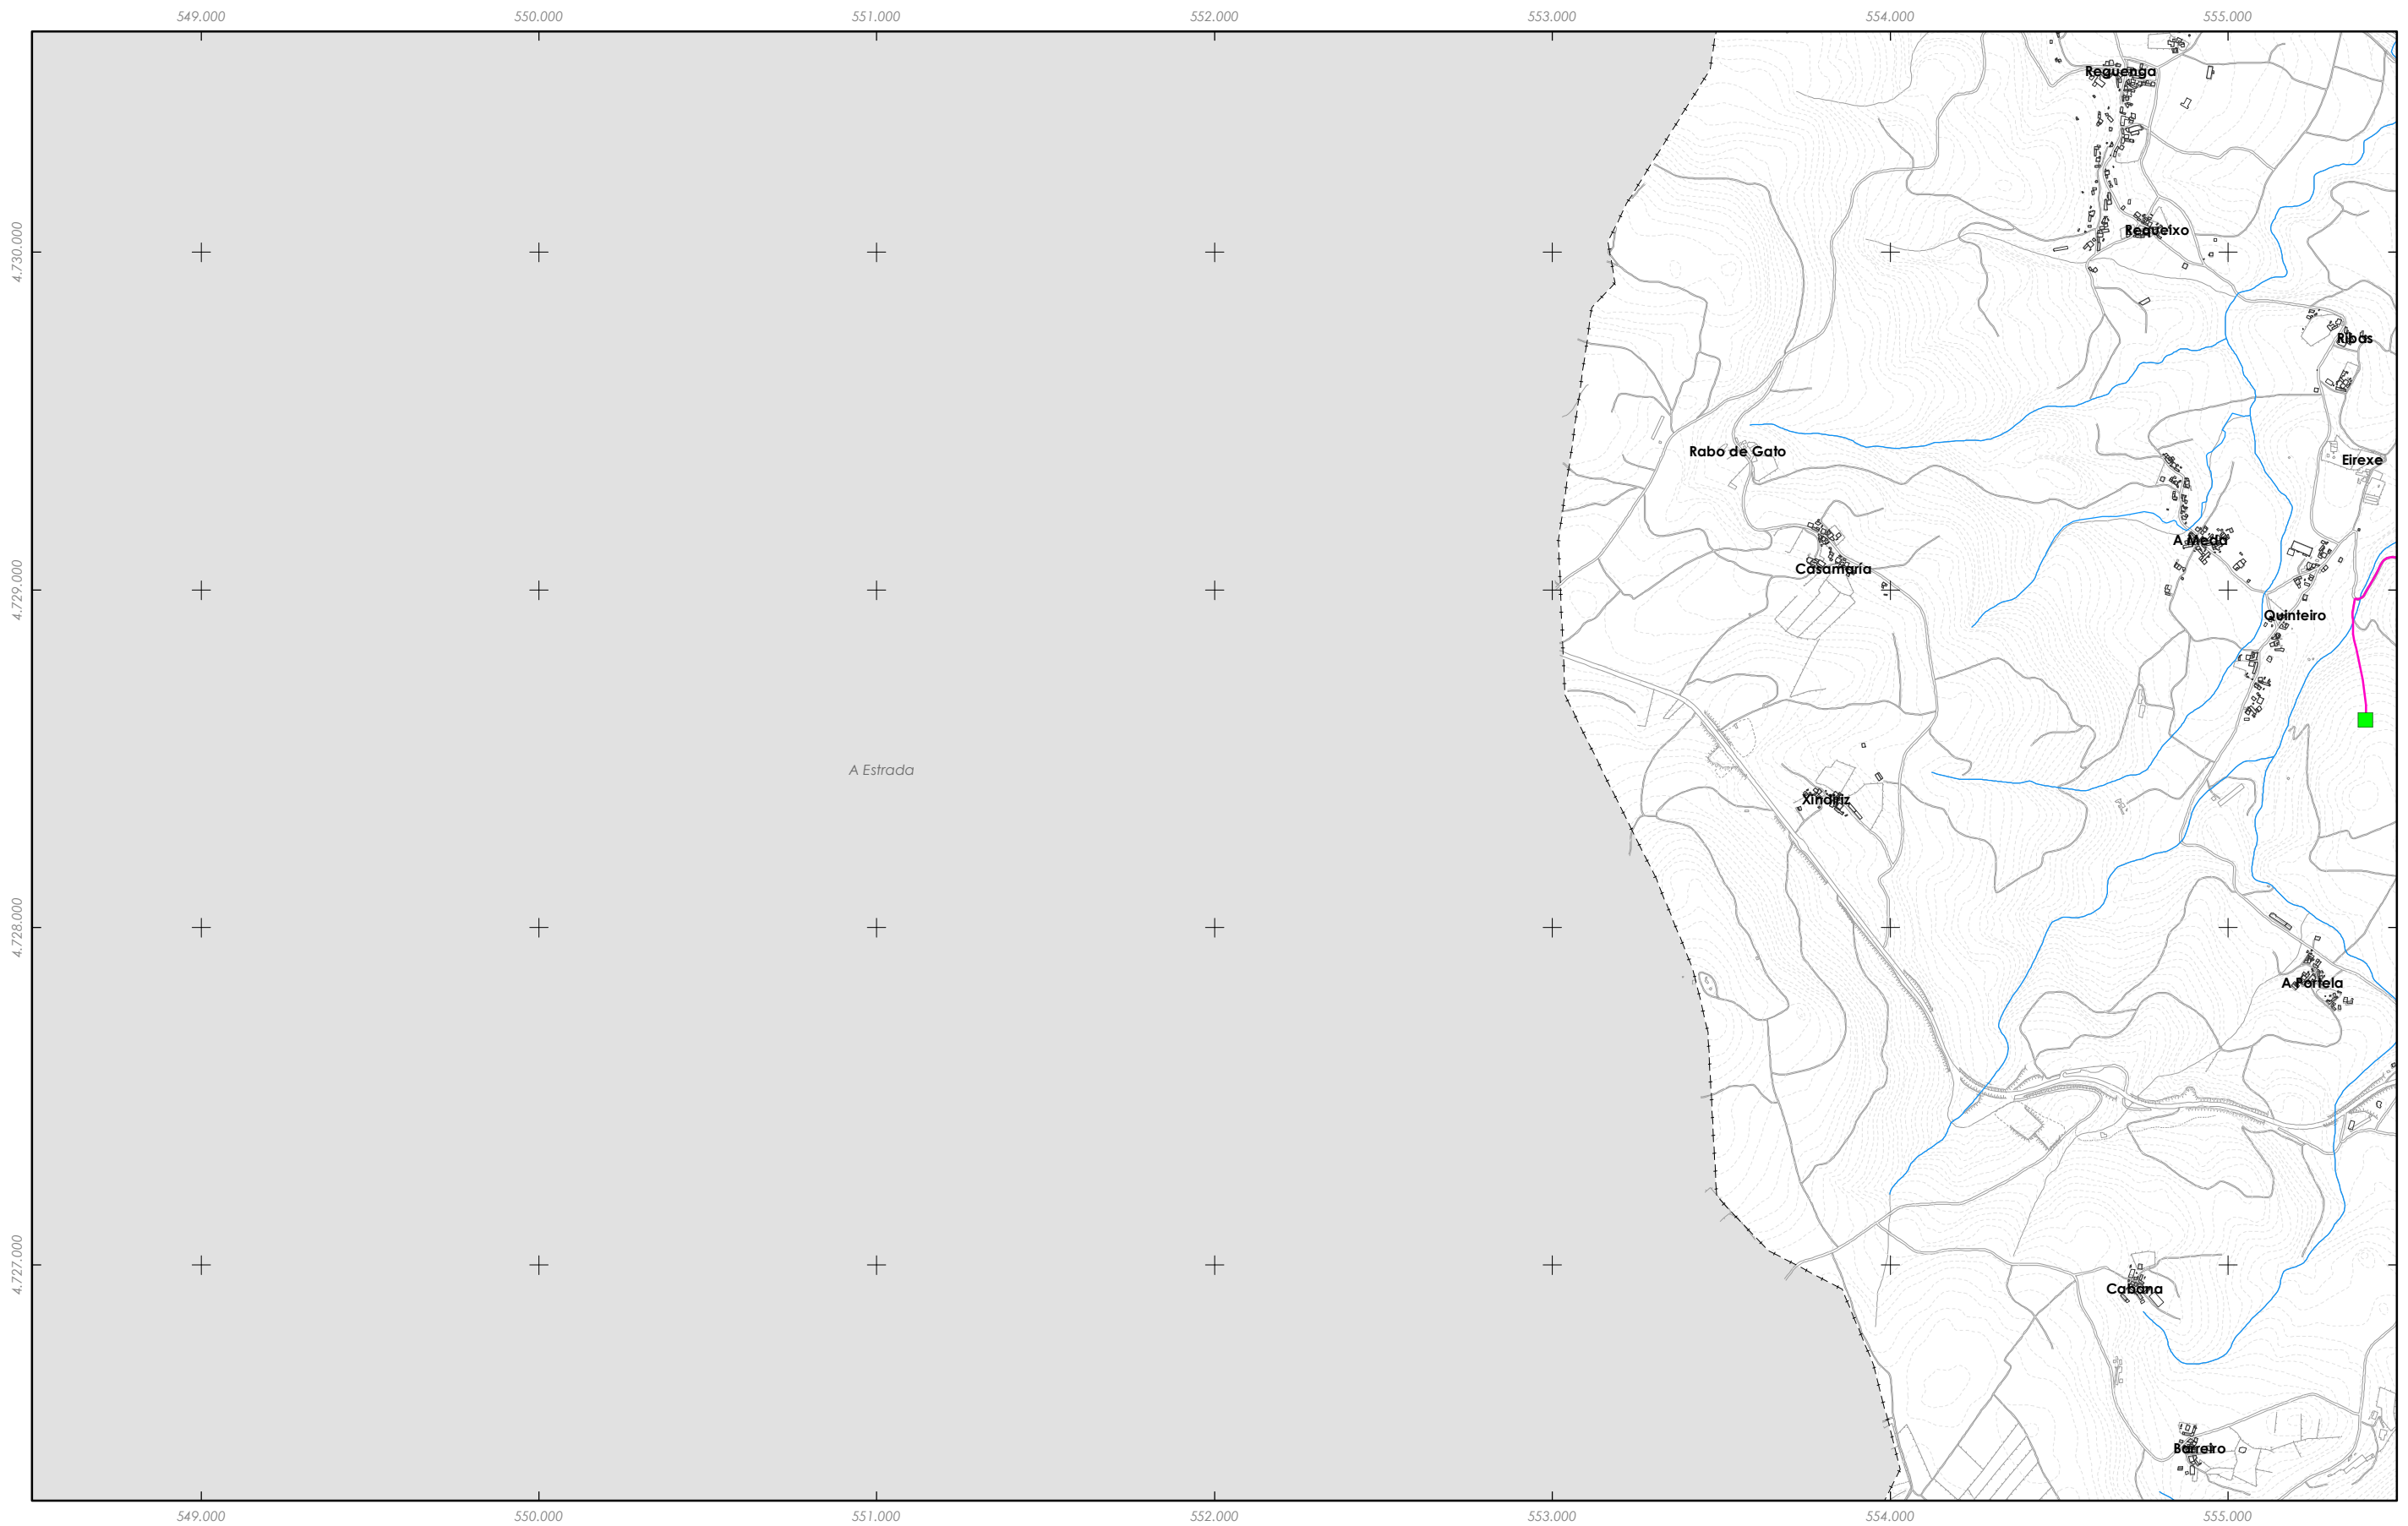 549.000 550.000 551.000 552.000 553.000 554.000 555.000
Reguenga
Requeixo
4.730.000
Ribas
Rabo de Gato
Eirexe
A Meda
Casamaría
4.729.000
Quinteiro
A Estrada
Xindiriz
4.728.000
A Portela
4.727.000
Cabana
Barreiro
549.000 550.000 551.000 552.000 553.000 554.000 555.000